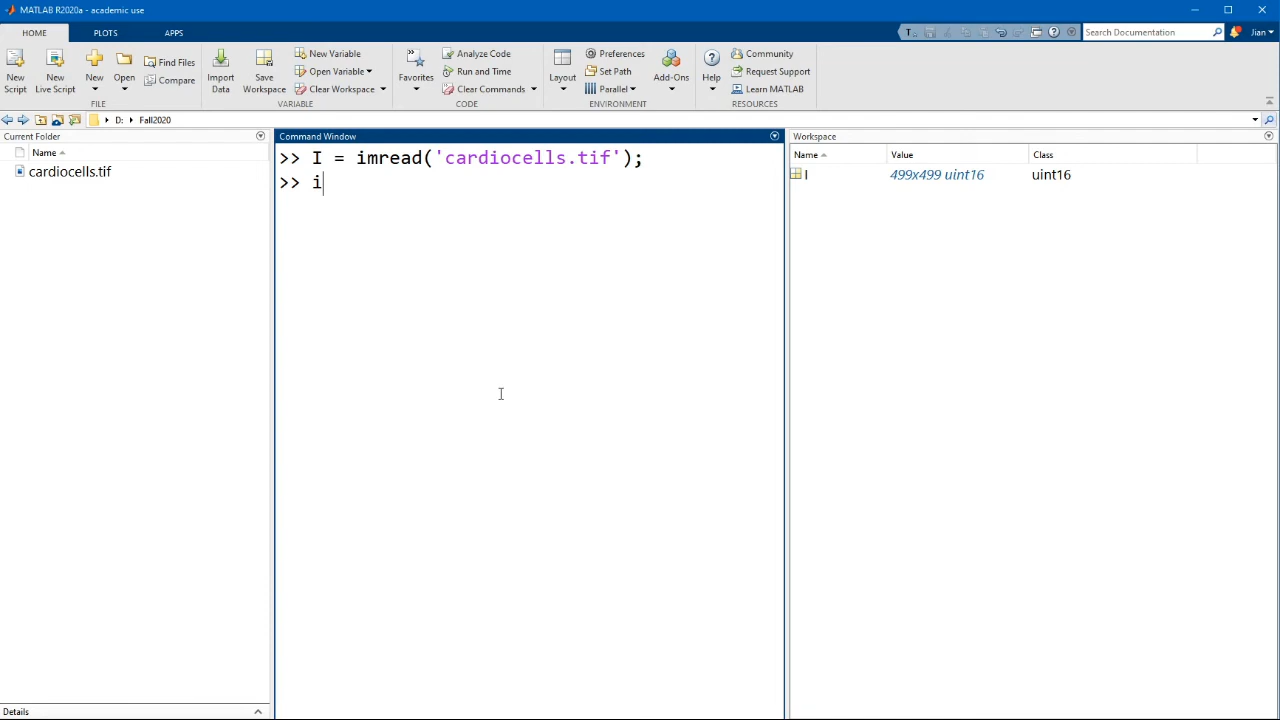 MATLAB R2020a - academic use
HOME PLOTS APPS
Search Documentation Jian
New Script
New Live Script
New
Open
Find Files
Compare
FILE
Import Data
Save Workspace
New Variable
Open Variable
Clear Workspace
VARIABLE
Favorites
Analyze Code
Run and Time
Clear Commands
CODE
Layout
Preferences
Set Path
Parallel
ENVIRONMENT
Add-Ons
Help
Community
Request Support
Learn MATLAB
RESOURCES
D: Fall2020
Current Folder
Name
cardiocells.tif
Details
Command Window
>> I = imread('cardiocells.tif');
>> i
Workspace
Name Value Class
I 499x499 uint16 uint16